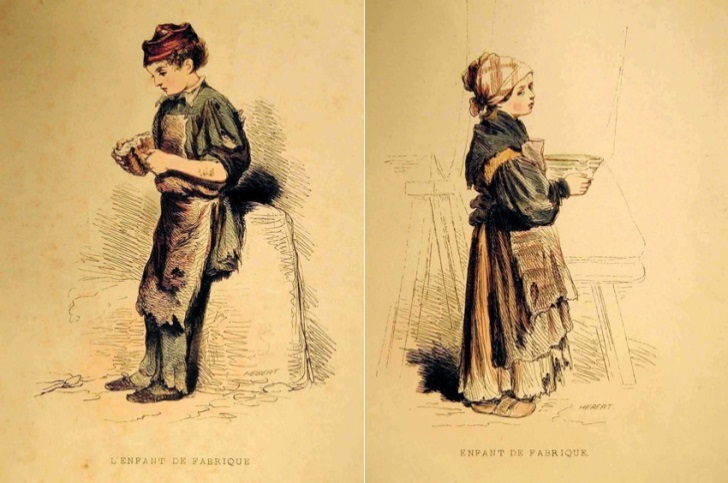 HEBERT
L'ENFANT DE FABRIQUE
HEBERT.
ENFANT DE FABRIQUE